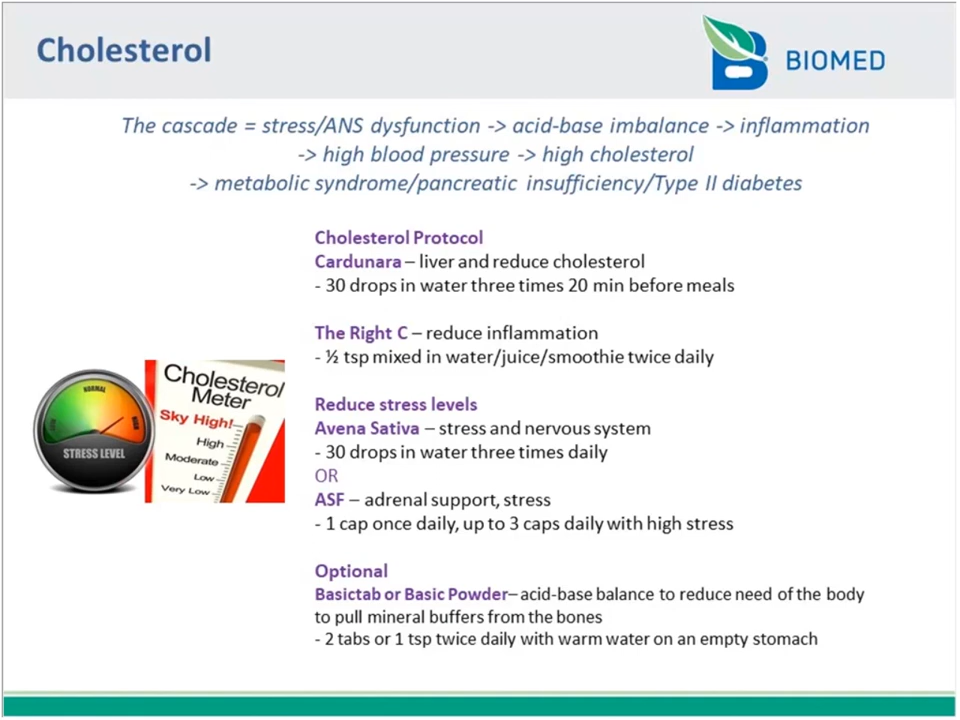 Cholesterol
BIOMED
The cascade = stress/ANS dysfunction -> acid-base imbalance -> inflammation
-> high blood pressure -> high cholesterol
-> metabolic syndrome/pancreatic insufficiency/Type II diabetes
Cholesterol Protocol
Cardunara – liver and reduce cholesterol
- 30 drops in water three times 20 min before meals
The Right C – reduce inflammation
- ½ tsp mixed in water/juice/smoothie twice daily
Reduce stress levels
Avena Sativa – stress and nervous system
- 30 drops in water three times daily
OR
ASF – adrenal support, stress
- 1 cap once daily, up to 3 caps daily with high stress
Optional
Basictab or Basic Powder– acid-base balance to reduce need of the body
to pull mineral buffers from the bones
- 2 tabs or 1 tsp twice daily with warm water on an empty stomach
NORMAL
LOW
HIGH
STRESS LEVEL
Cholesterol
Meter
Sky High!
High
Moderate
Low
Very Low